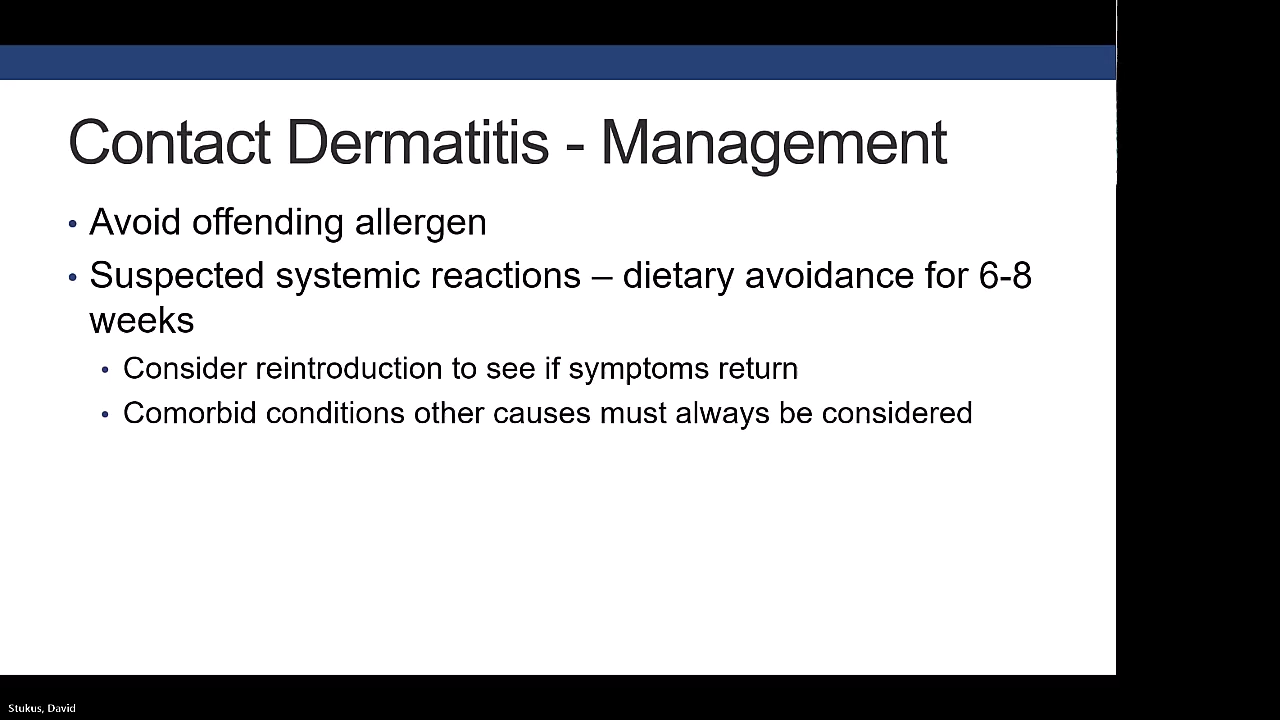 Contact Dermatitis - Management
• Avoid offending allergen
• Suspected systemic reactions – dietary avoidance for 6-8
weeks
• Consider reintroduction to see if symptoms return
• Comorbid conditions other causes must always be considered
Stukus, David